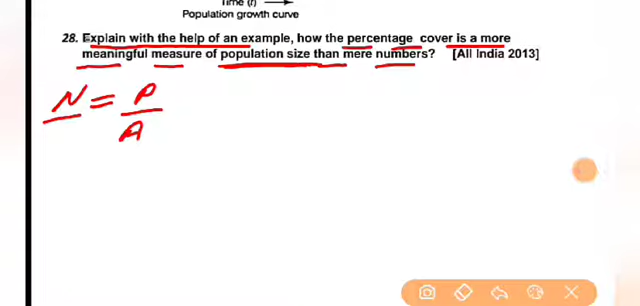 Time (t)
Population growth curve
28. Explain with the help of an example, how the percentage cover is a more
meaningful measure of population size than mere numbers? [All India 2013]
N = P
A